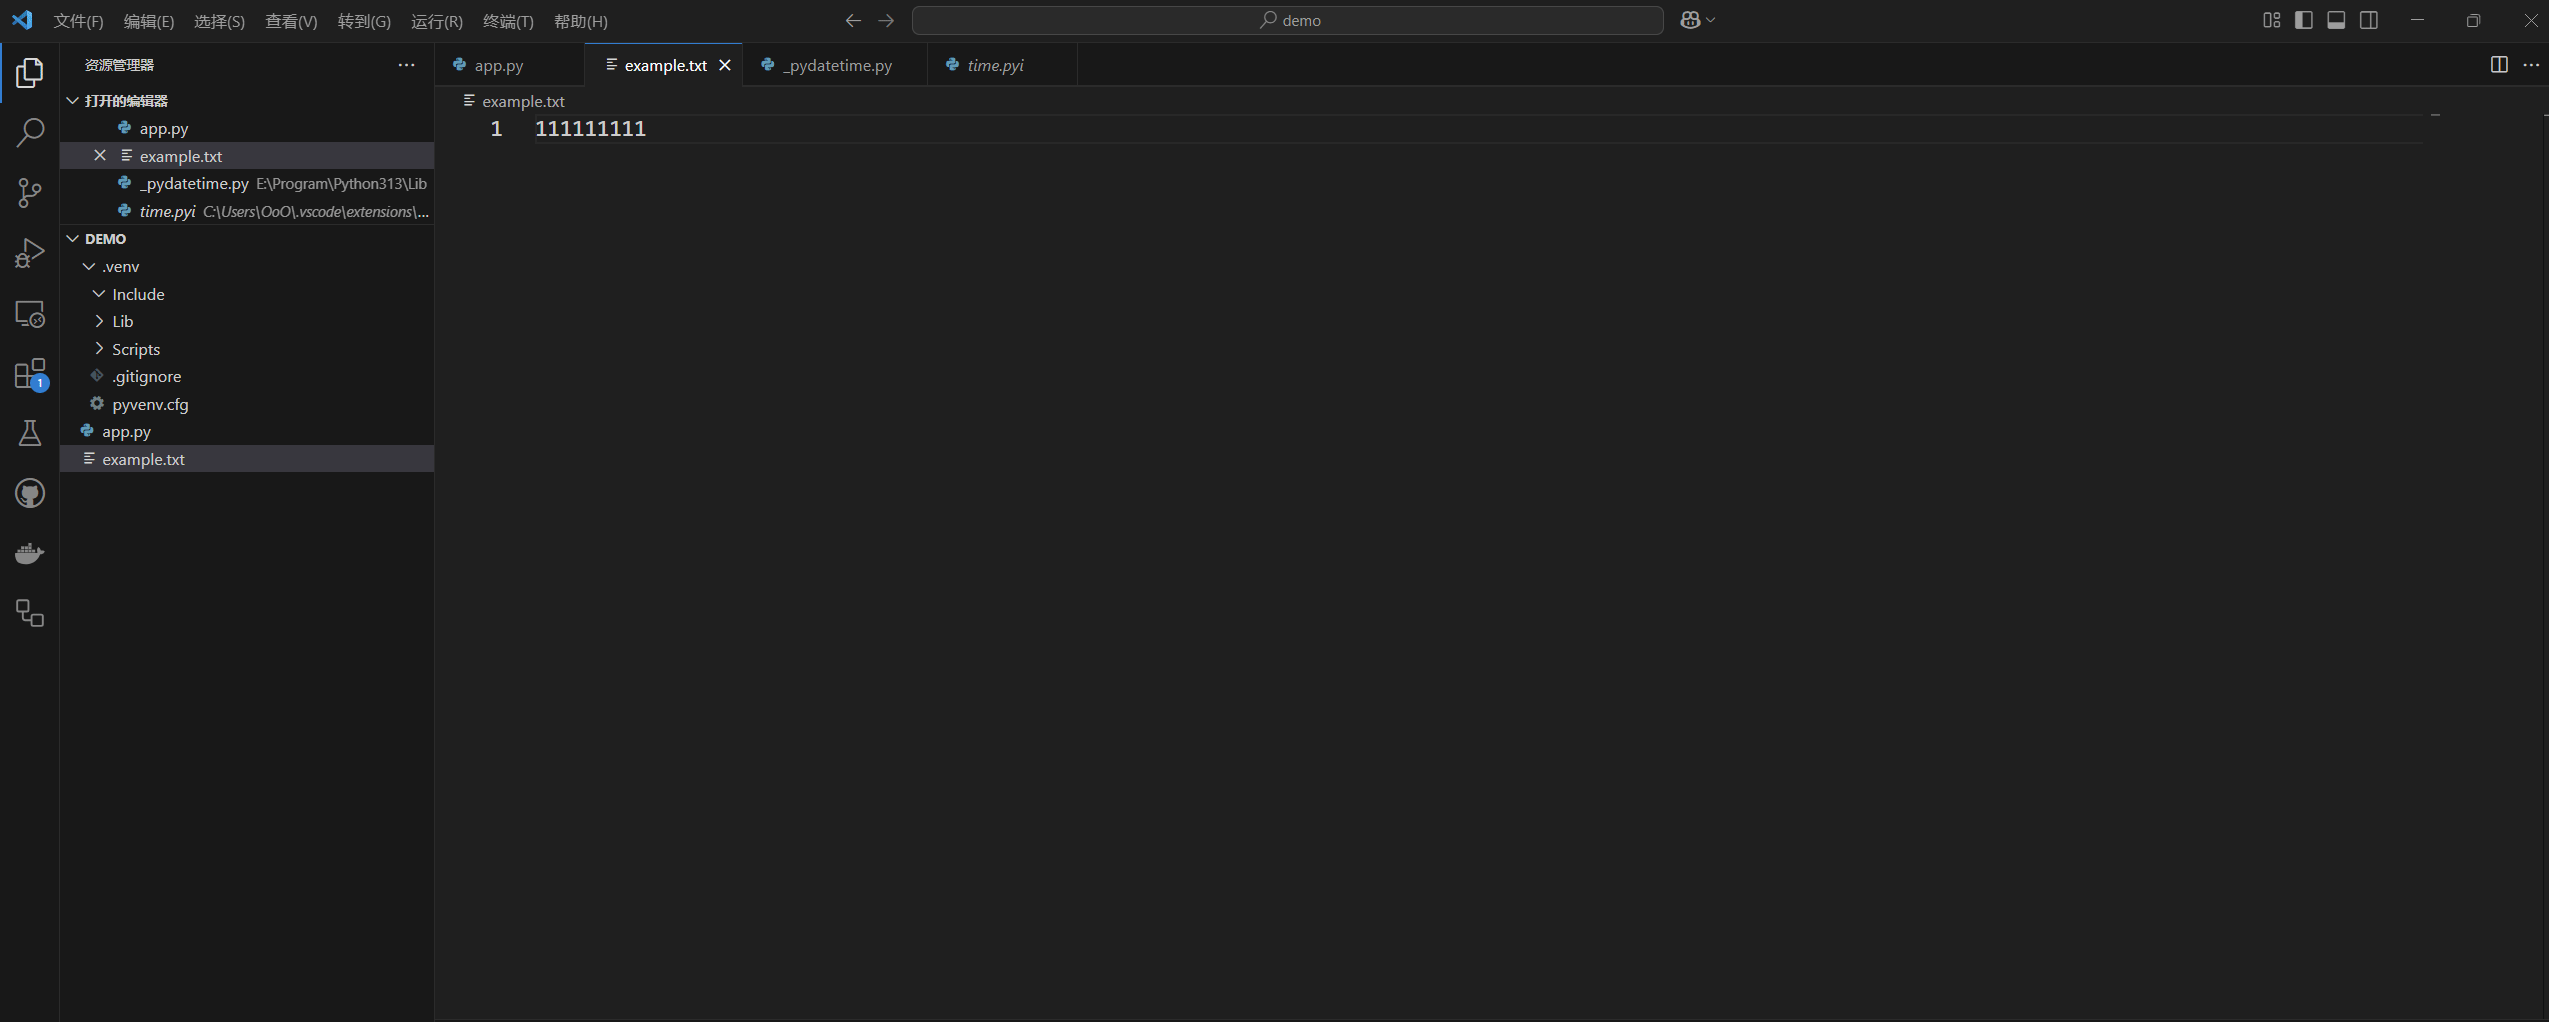 文件(F) 编辑(E) 选择(S) 查看(V) 转到(G) 运行(R) 终端(T) 帮助(H) demo
资源管理器
app.py example.txt _pydatetime.py time.pyi
打开的编辑器
app.py
example.txt
_pydatetime.py E:\Program\Python313\Lib
time.pyi C:\Users\OoO\.vscode\extensions\...
DEMO
.venv
Include
Lib
Scripts
.gitignore
pyvenv.cfg
app.py
example.txt
1
example.txt
1 111111111